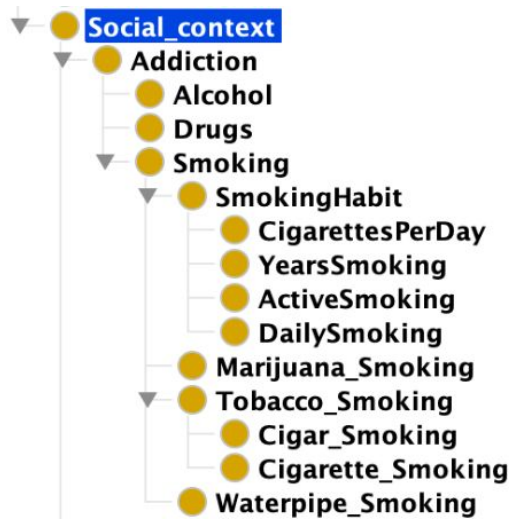 Social_context
Addiction
Alcohol
Drugs
Smoking
SmokingHabit
CigarettesPerDay
YearsSmoking
ActiveSmoking
DailySmoking
Marijuana_Smoking
Tobacco_Smoking
Cigar_Smoking
Cigarette_Smoking
Waterpipe_Smoking